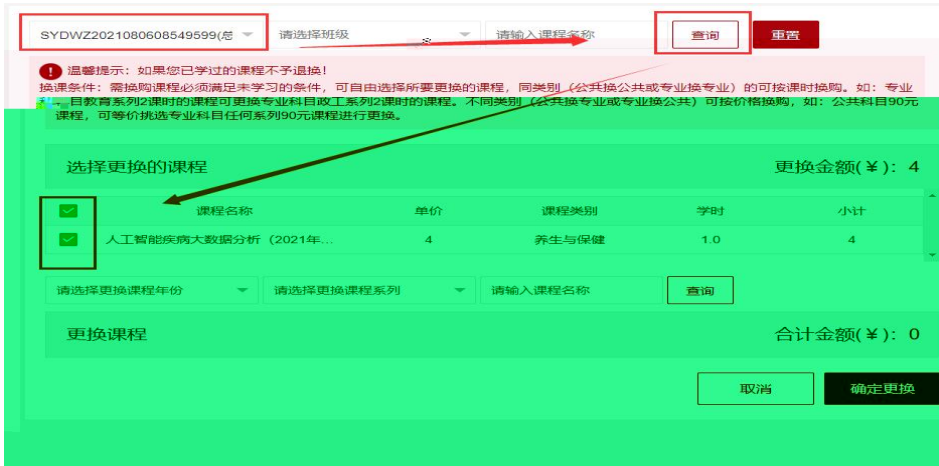 SYDWZ2021080608549599(总 请选择班级 请输入课程名称 查询 重置
温馨提示：如果您已学过的课程不予退换！
换课条件：需换购课程必须满足未学习的条件，可自由选择所要更换的课程，同类别（公共换公共或专业换专业）的可按课时换购。如：专业
目教育系列2课时的课程可更换专业科目政工系列2课时的课程。不同类别（公共换专业或专业换公共）可按价格换购，如：公共科目90元
课程，可等价挑选专业科目任何系列90元课程进行更换。
选择更换的课程 更换金额(￥)：4
课程名称 单价 课程类别 学时 小计
人工智能疾病大数据分析（2021年... 4 养生与保健 1.0 4
请选择更换课程年份 请选择更换课程系列 请输入课程名称 查询
更换课程 合计金额(￥)：0
取消 确定更换